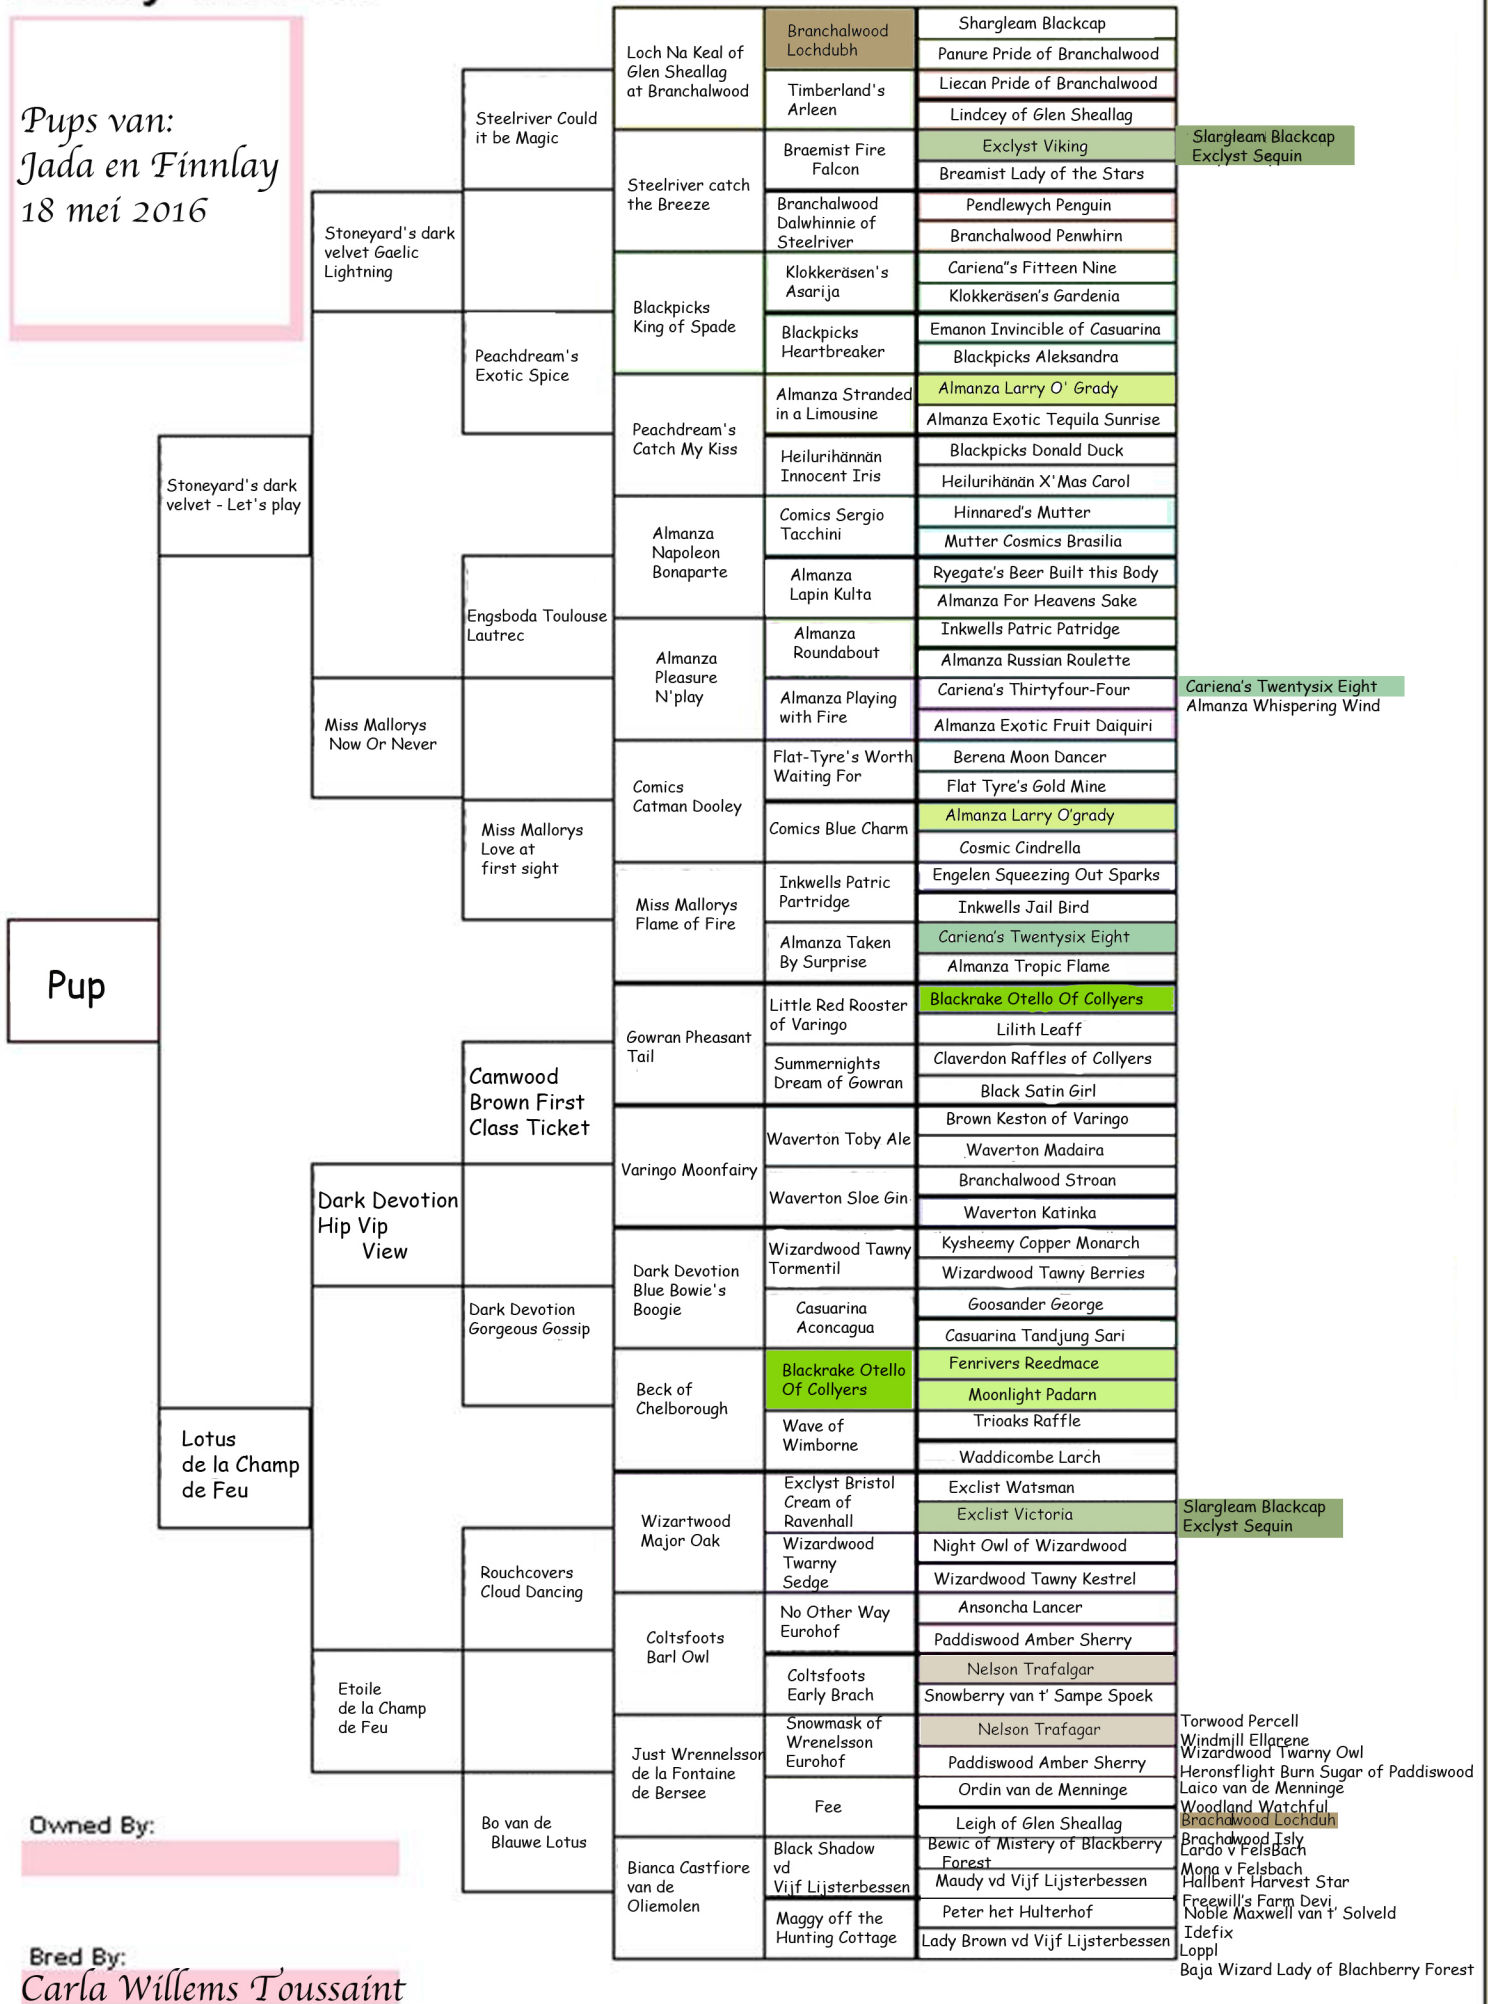 Pups van:
Jada en Finnlay
18 mei 2016
Pup
Stoneyard's dark
velvet - Let's play
Lotus
de la Champ
de Feu
Stoneyard's dark
velvet Gaelic
Lightning
Miss Mallorys
Now Or Never
Dark Devotion
Hip Vip
View
Etoile
de la Champ
de Feu
Steelriver Could
it be Magic
Peachdream's
Exotic Spice
Engsboda Toulouse
Lautrec
Miss Mallorys
Love at
first sight
Camwood
Brown First
Class Ticket
Dark Devotion
Gorgeous Gossip
Rouchcovers
Cloud Dancing
Bo van de
Blauwe Lotus
Loch Na Keal of
Glen Sheallag
at Branchalwood
Steelriver catch
the Breeze
Blackpicks
King of Spade
Peachdream's
Catch My Kiss
Almanza
Napoleon
Bonaparte
Almanza
Pleasure
N'play
Comics
Catman Dooley
Miss Mallorys
Flame of Fire
Gowran Pheasant
Tail
Varingo Moonfairy
Dark Devotion
Blue Bowie's
Boogie
Beck of
Chelborough
Wizartwood
Major Oak
Coltsfoots
Barl Owl
Just Wrennelsson
de la Fontaine
de Bersee
Bianca Castfiore
van de
Oliemolen
Branchalwood
Lochdubh
Timberland's
Arleen
Braemist Fire
Falcon
Branchalwood
Dalwhinnie of
Steelriver
Klokkeräsen's
Asarija
Blackpicks
Heartbreaker
Almanza Stranded
in a Limousine
Heilurihännän
Innocent Iris
Comics Sergio
Tacchini
Almanza
Lapin Kulta
Almanza
Roundabout
Almanza Playing
with Fire
Flat-Tyre's Worth
Waiting For
Comics Blue Charm
Inkwells Patric
Partridge
Almanza Taken
By Surprise
Little Red Rooster
of Varingo
Summernights
Dream of Gowran
Waverton Toby Ale
Waverton Sloe Gin
Wizardwood Tawny
Tormentil
Casuarina
Aconcagua
Blackrake Otello
Of Collyers
Wave of
Wimborne
Exclyst Bristol
Cream of
Ravenhall
Wizardwood
Twarny
Sedge
No Other Way
Eurohof
Coltsfoots
Early Brach
Snowmask of
Wrenelsson
Eurohof
Fee
Black Shadow
vd
Vijf Lijsterbessen
Maggy off the
Hunting Cottage
Shargleam Blackcap
Panure Pride of Branchalwood
Liecan Pride of Branchalwood
Lindcey of Glen Sheallag
Exclyst Viking
Breamist Lady of the Stars
Pendlewych Penguin
Branchalwood Penwhirn
Cariena"s Fitteen Nine
Klokkeräsen's Gardenia
Emanon Invincible of Casuarina
Blackpicks Aleksandra
Almanza Larry O' Grady
Almanza Exotic Tequila Sunrise
Blackpicks Donald Duck
Heilurihänän X'Mas Carol
Hinnared's Mutter
Mutter Cosmics Brasilia
Ryegate's Beer Built this Body
Almanza For Heavens Sake
Inkwells Patric Patridge
Almanza Russian Roulette
Cariena's Thirtyfour-Four
Almanza Exotic Fruit Daiquiri
Berena Moon Dancer
Flat Tyre's Gold Mine
Almanza Larry O'grady
Cosmic Cindrella
Engelen Squeezing Out Sparks
Inkwells Jail Bird
Cariena's Twentysix Eight
Almanza Tropic Flame
Blackrake Otello Of Collyers
Lilith Leaff
Claverdon Raffles of Collyers
Black Satin Girl
Brown Keston of Varingo
Waverton Madaira
Branchalwood Stroan
Waverton Katinka
Kysheemy Copper Monarch
Wizardwood Tawny Berries
Goosander George
Casuarina Tandjung Sari
Fenrivers Reedmace
Moonlight Padarn
Trioaks Raffle
Waddicombe Larch
Exclist Watsman
Exclist Victoria
Night Owl of Wizardwood
Wizardwood Tawny Kestrel
Ansoncha Lancer
Paddiswood Amber Sherry
Nelson Trafalgar
Snowberry van t' Sampe Spoek
Nelson Trafagar
Paddiswood Amber Sherry
Ordin van de Menninge
Leigh of Glen Sheallag
Bewic of Mistery of Blackberry
Forest
Maudy vd Vijf Lijsterbessen
Peter het Hulterhof
Lady Brown vd Vijf Lijsterbessen
Slargleam Blackcap
Exclyst Sequin
Cariena's Twentysix Eight
Almanza Whispering Wind
Slargleam Blackcap
Exclyst Sequin
Torwood Percell
Windmill Ellarene
Wizardwood Twarny Owl
Heronsflight Burn Sugar of Paddiswood
Laico van de Menninge
Woodland Watchful
Brachalwood Lochduh
Brachalwood Isly
Lardo v FelsBach
Mona v Felsbach
Hallbent Harvest Star
Freewill's Farm Devi
Noble Maxwell van t' Solveld
Idefix
Loppl
Baja Wizard Lady of Blachberry Forest
Owned By:
Bred By:
Carla Willems Toussaint